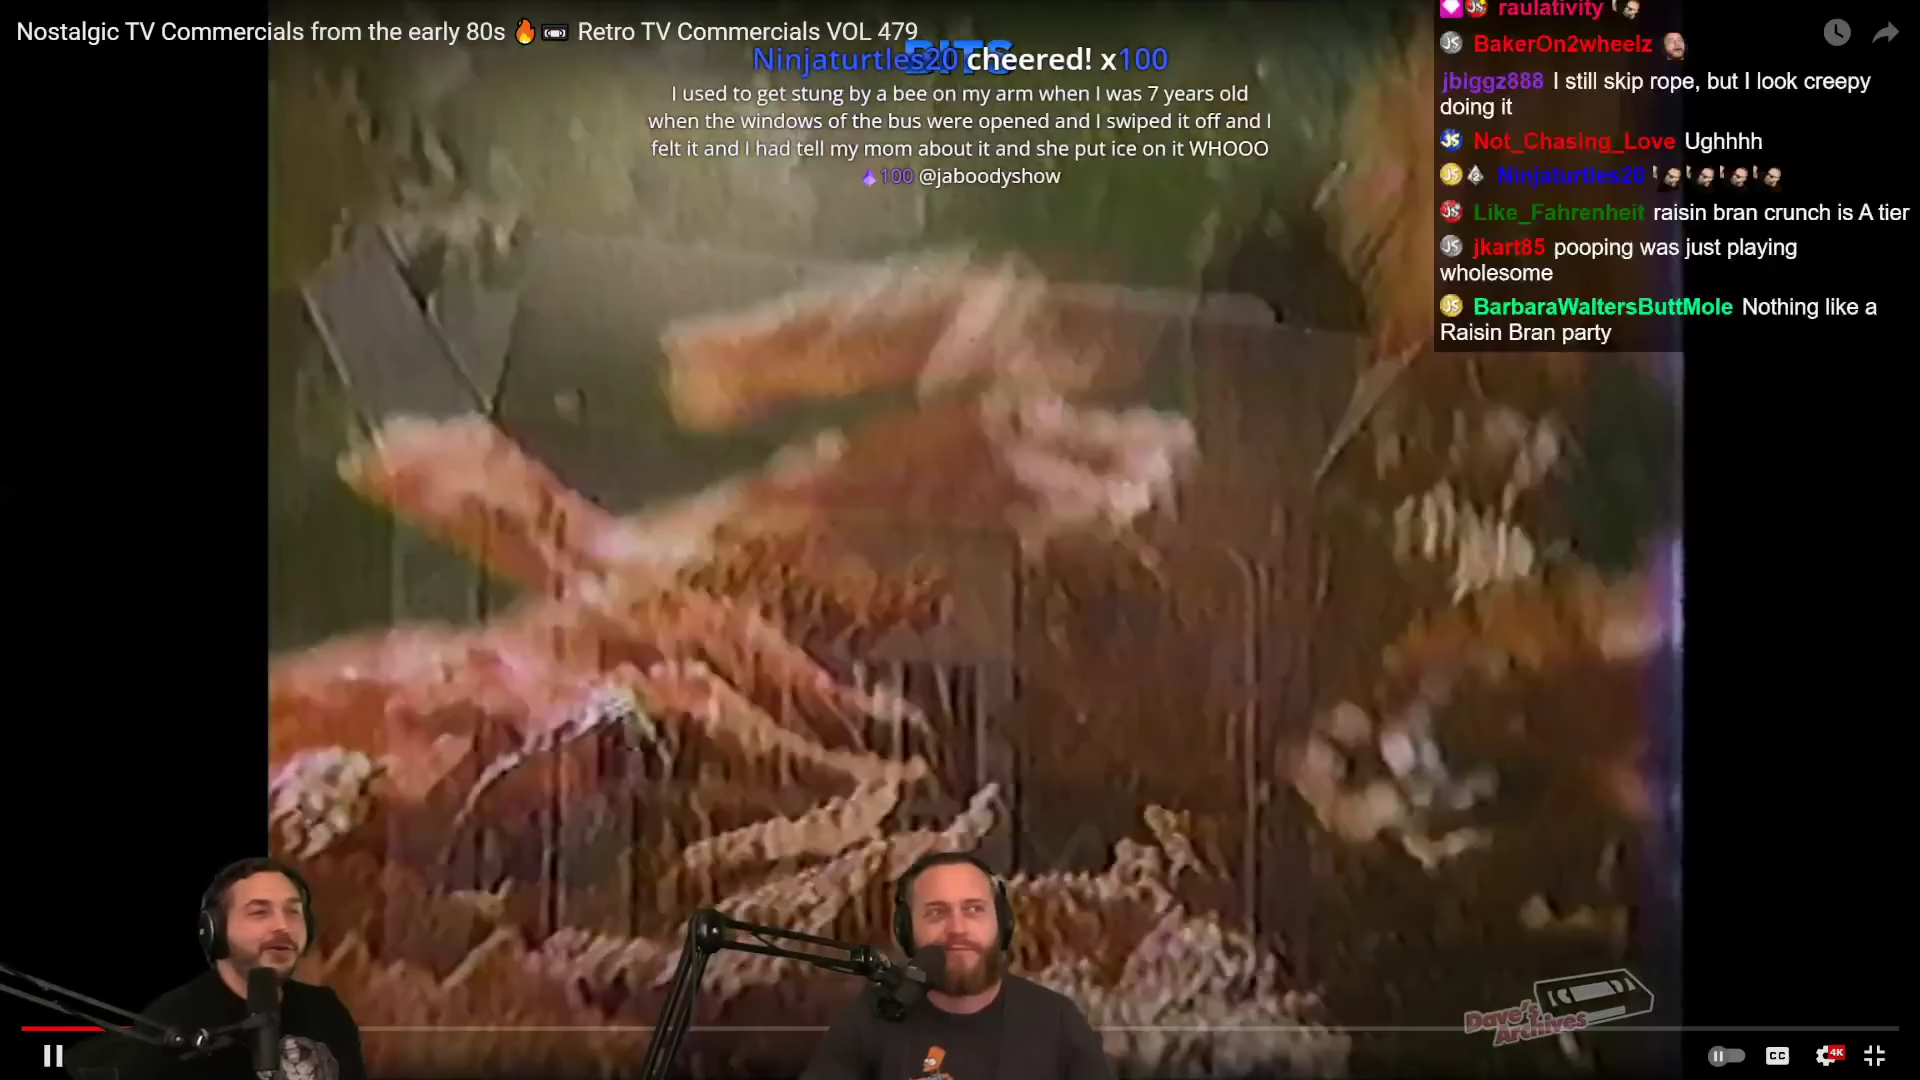 Nostalgic TV Commercials from the early 80s 🔥📼 Retro TV Commercials VOL 479
BITS
Ninjaturtles20 cheered! x100
I used to get stung by a bee on my arm when I was 7 years old
when the windows of the bus were opened and I swiped it off and I
felt it and I had tell my mom about it and she put ice on it WHOOO
100 @jaboodyshow
raulativity
BakerOn2wheelz
jbiggz888 I still skip rope, but I look creepy
doing it
Not_Chasing_Love Ughhhh
Ninjaturtles20
Like_Fahrenheit raisin bran crunch is A tier
jkart85 pooping was just playing
wholesome
BarbaraWaltersButtMole Nothing like a
Raisin Bran party
Dave's
Archives
CC
4K